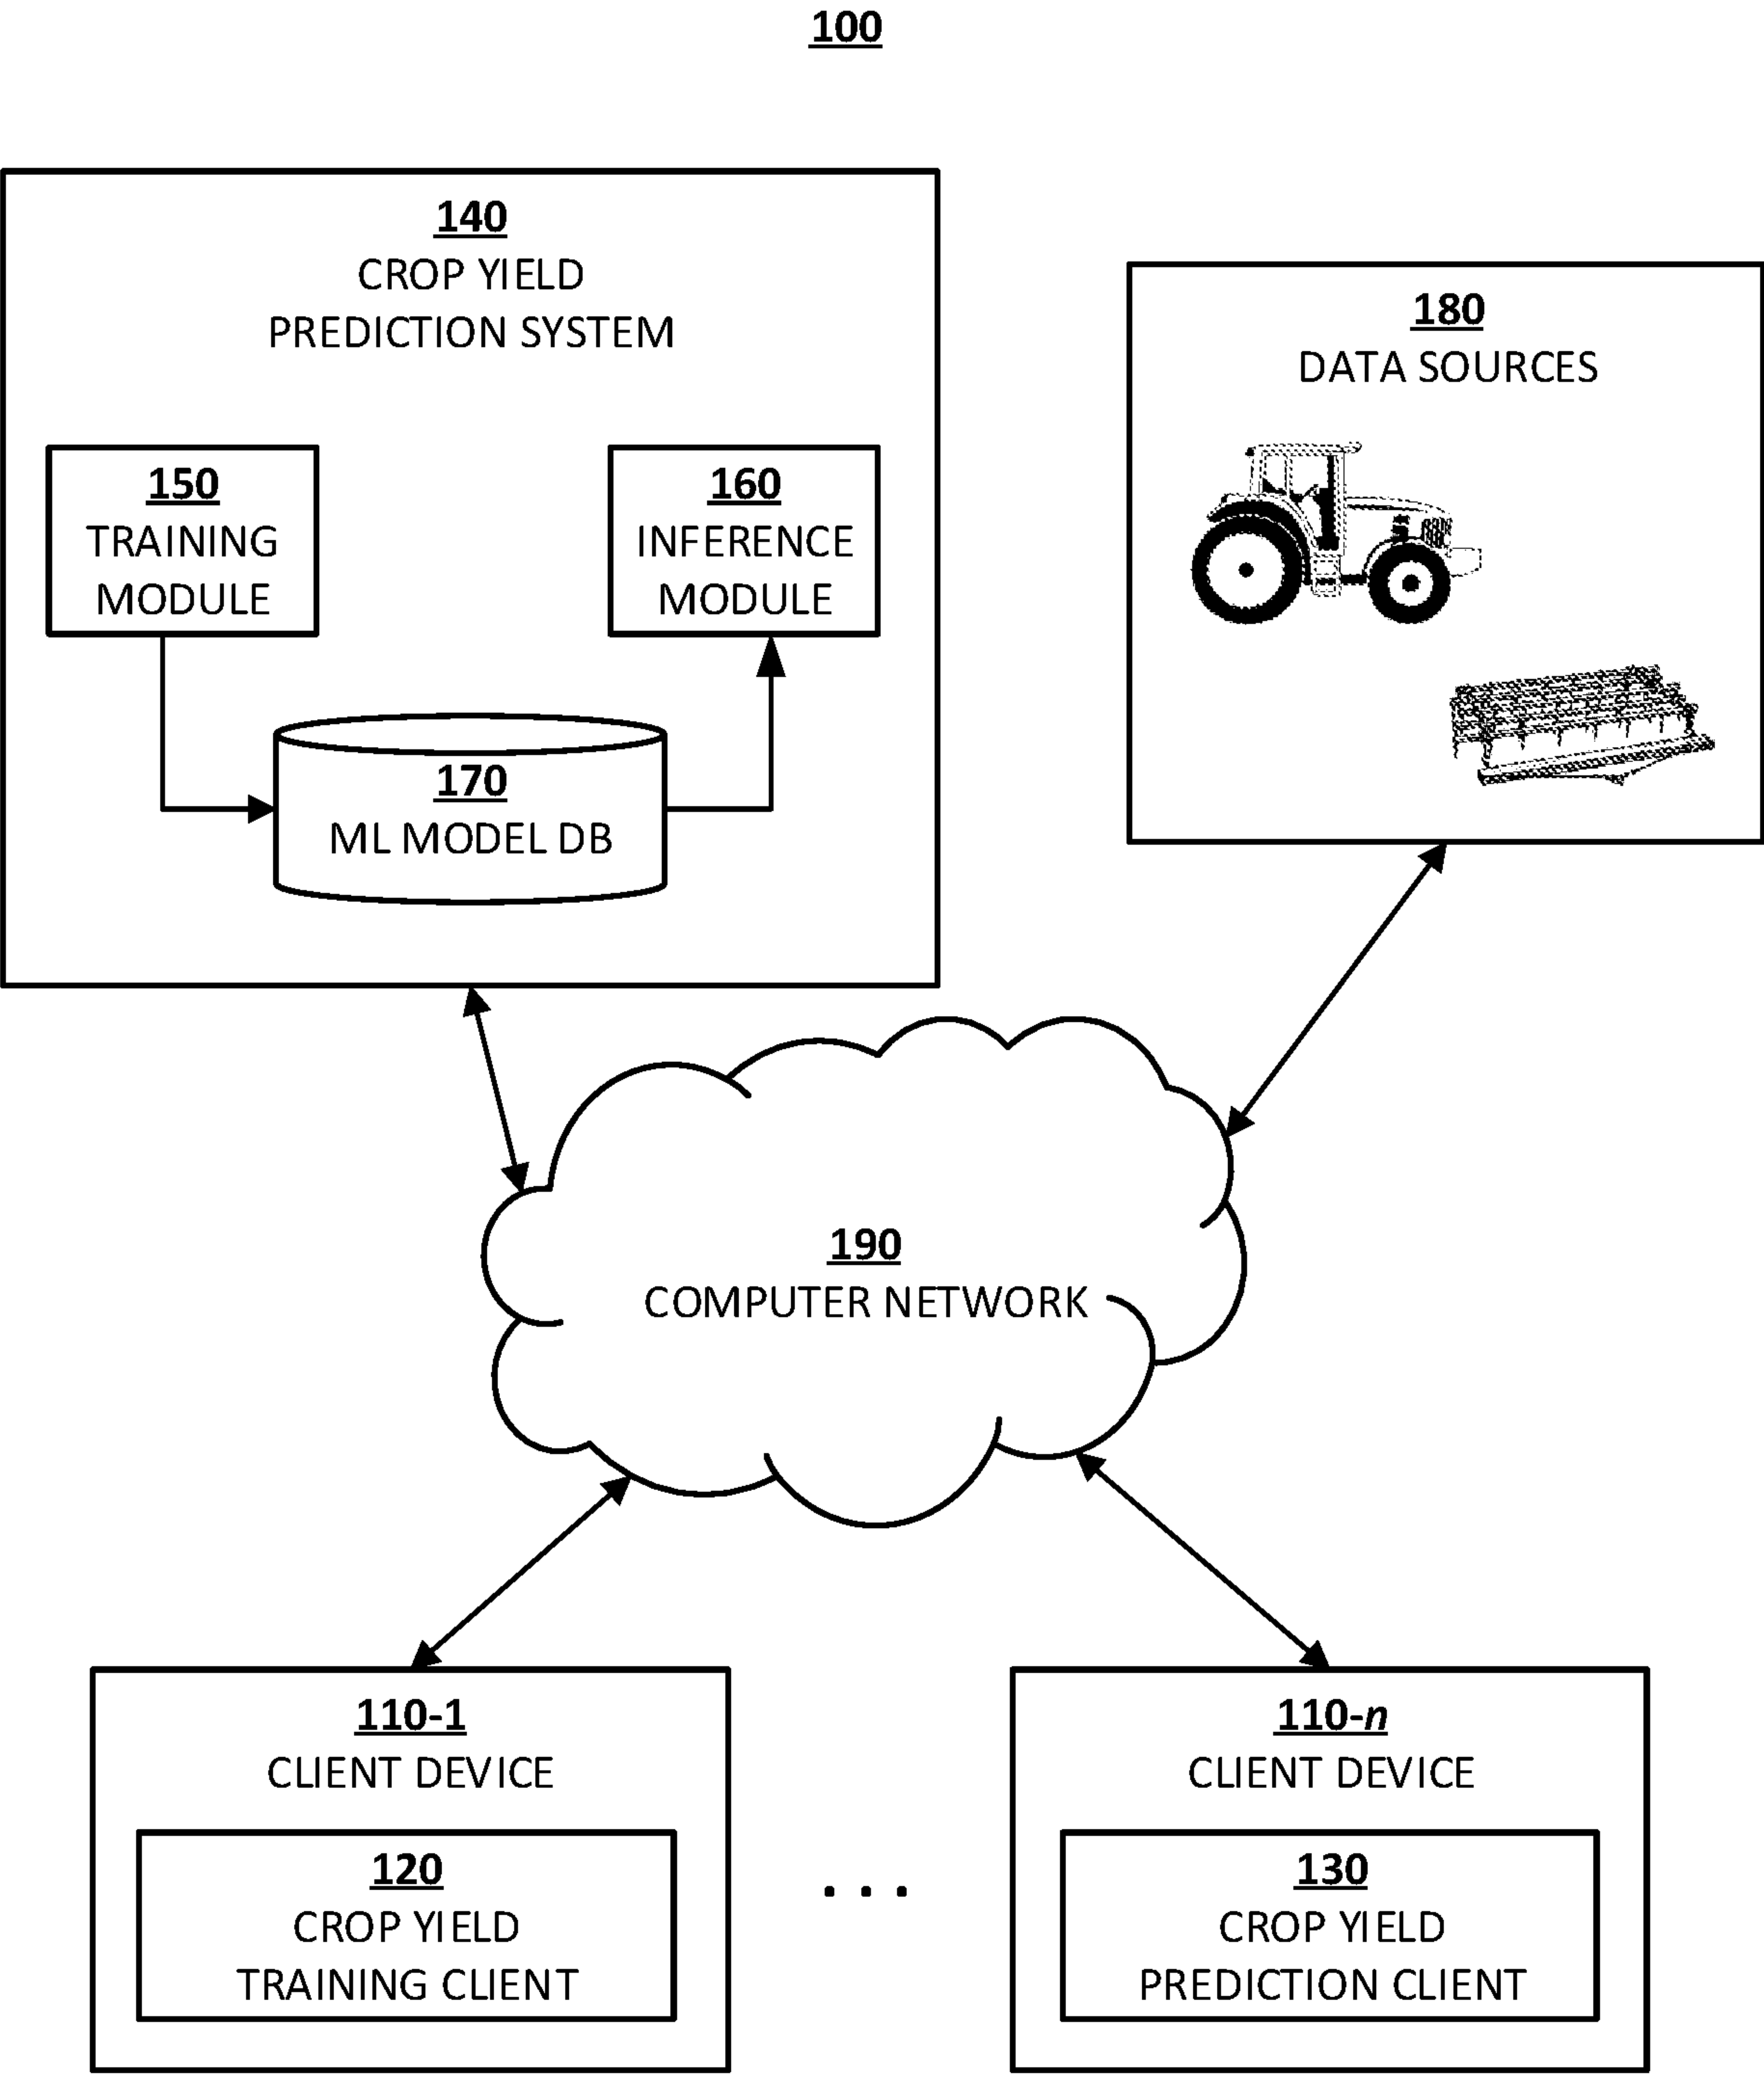 100
140
CROP YIELD
PREDICTION SYSTEM
150
TRAINING
MODULE
160
INFERENCE
MODULE
170
ML MODEL DB
180
DATA SOURCES
190
COMPUTER NETWORK
110-1
CLIENT DEVICE
120
CROP YIELD
TRAINING CLIENT
. . .
110-n
CLIENT DEVICE
130
CROP YIELD
PREDICTION CLIENT